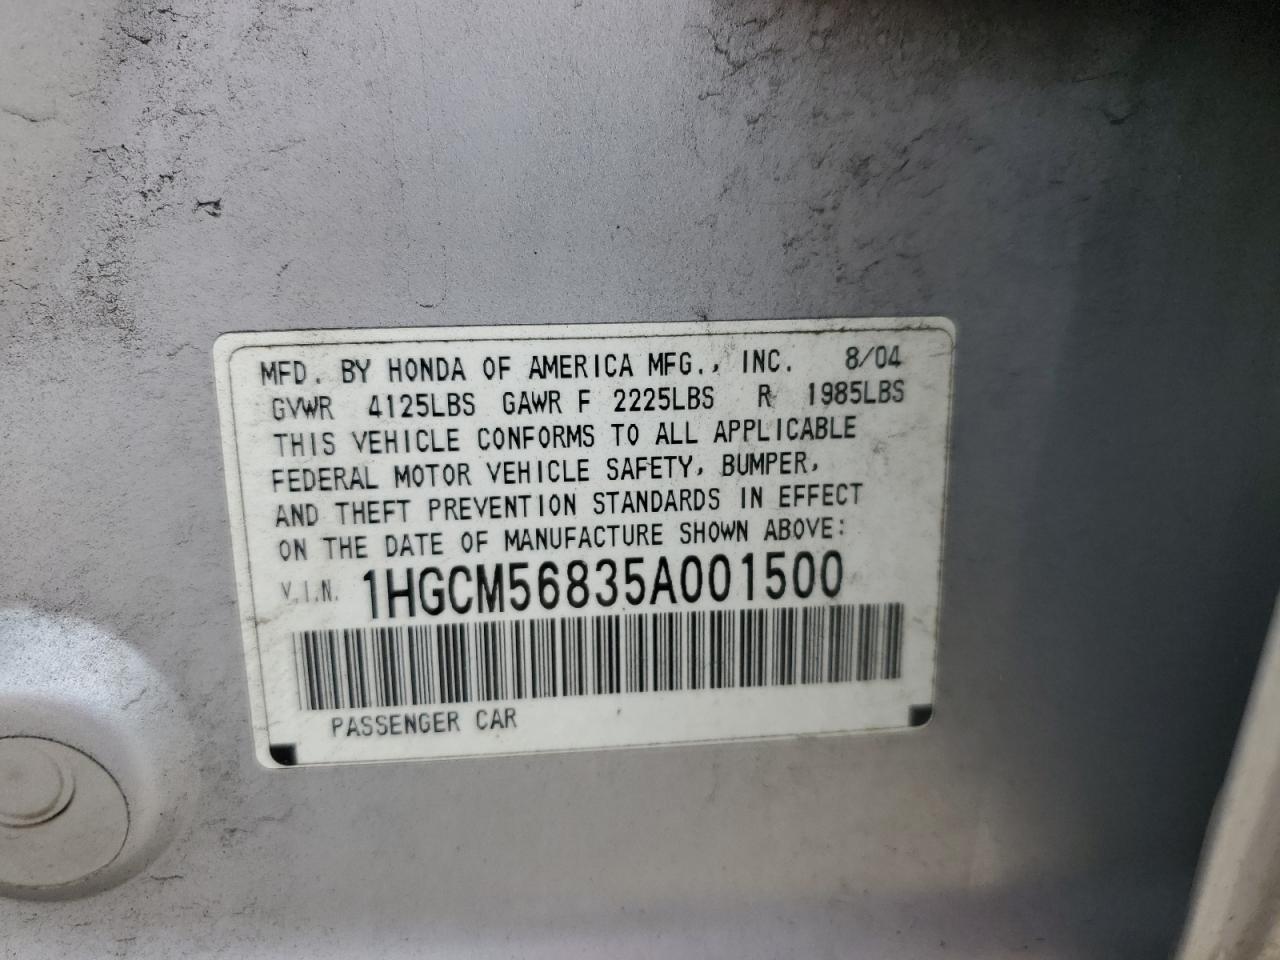 MFD. BY HONDA OF AMERICA MFG., INC. 8/04
GVWR 4125LBS GAWR F 2225LBS R 1985LBS
THIS VEHICLE CONFORMS TO ALL APPLICABLE
FEDERAL MOTOR VEHICLE SAFETY, BUMPER,
AND THEFT PREVENTION STANDARDS IN EFFECT
ON THE DATE OF MANUFACTURE SHOWN ABOVE:
V.I.N. 1HGCM56835A001500
PASSENGER CAR